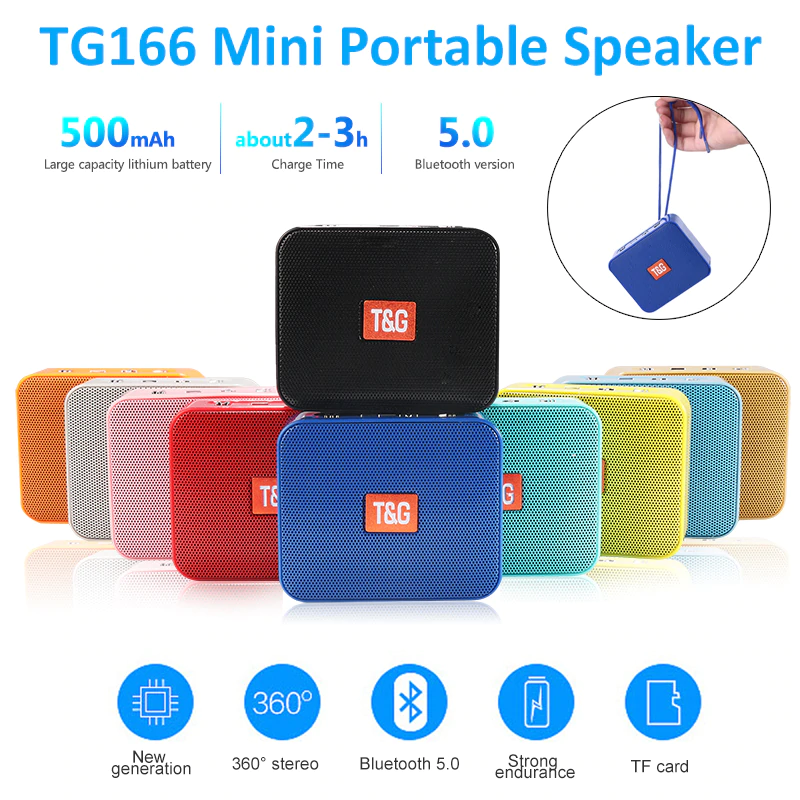 TG166 Mini Portable Speaker
500mAh
Large capacity lithium battery
about2-3h
Charge Time
5.0
Bluetooth version
T&G
T&G
T&G
360°
New
generation
360° stereo
Bluetooth 5.0
Strong
endurance
TF card